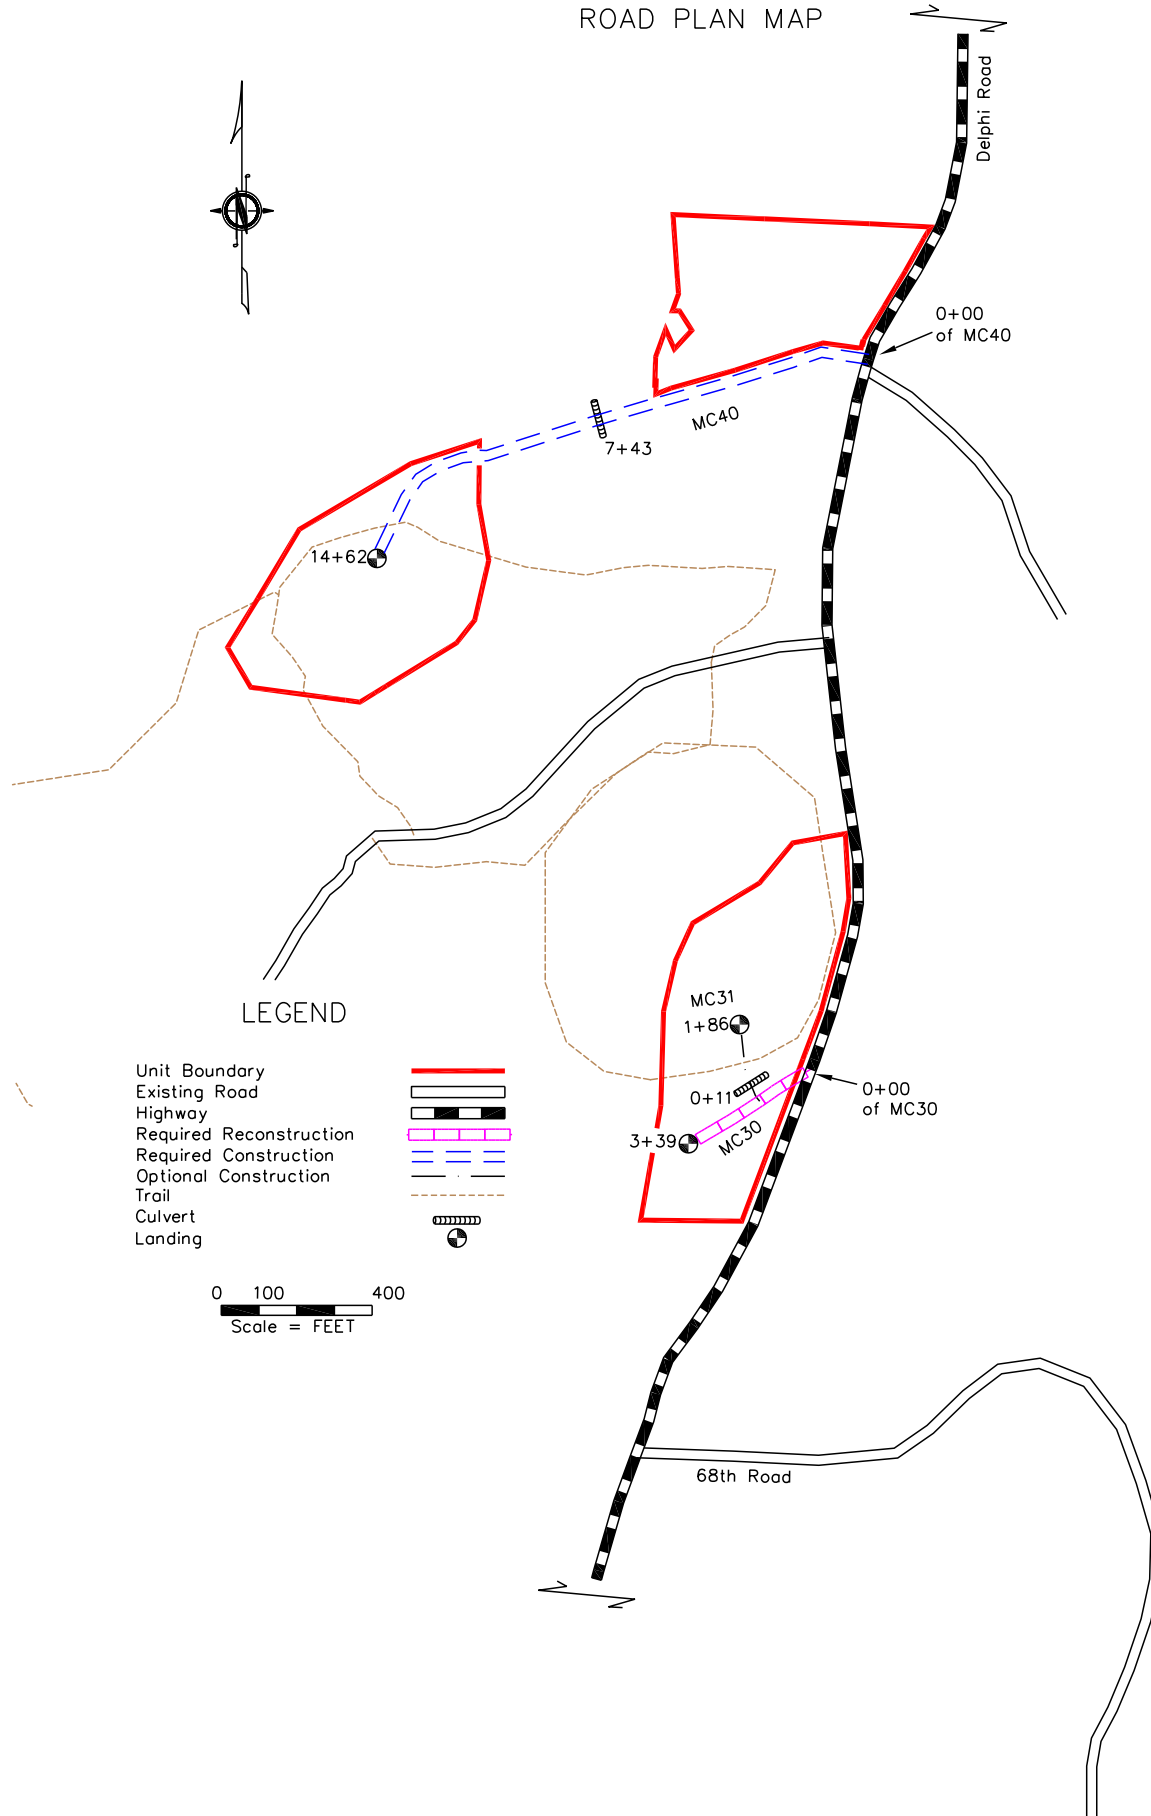 ROAD PLAN MAP
Delphi Road
0+00
of MC40
MC40
7+43
14+62
MC31
1+86
0+11
0+00
of MC30
3+39
MC30
LEGEND
Unit Boundary
Existing Road
Highway
Required Reconstruction
Required Construction
Optional Construction
Trail
Culvert
Landing
0 100 400
Scale = FEET
68th Road